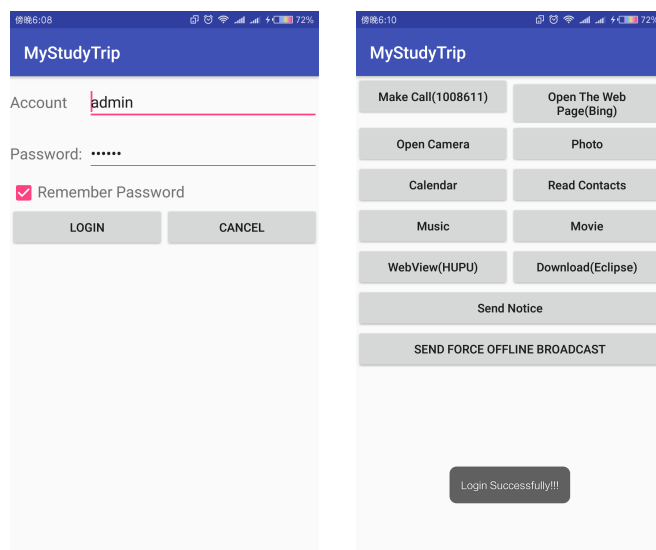 傍晚6:08 72%
MyStudyTrip
Account admin
Password: ••••••
Remember Password
LOGIN CANCEL
傍晚6:10 72%
MyStudyTrip
Make Call(1008611) Open The Web
Page(Bing)
Open Camera Photo
Calendar Read Contacts
Music Movie
WebView(HUPU) Download(Eclipse)
Send Notice
SEND FORCE OFFLINE BROADCAST
Login Successfully!!!